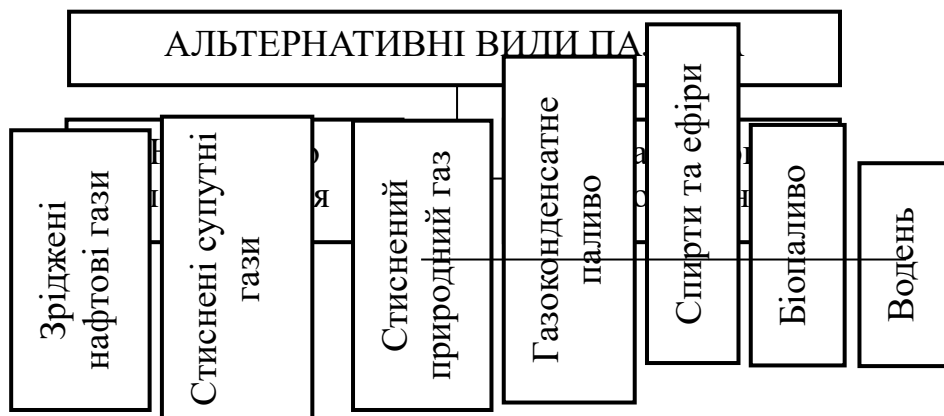 АЛЬТЕРНАТИВНІ ВИДИ
Зріджені
нафтові гази
Стиснені супутні
гази
Стиснений
природний газ
Газоконденсатне
паливо
Спирти та ефіри
Біопаливо
Водень